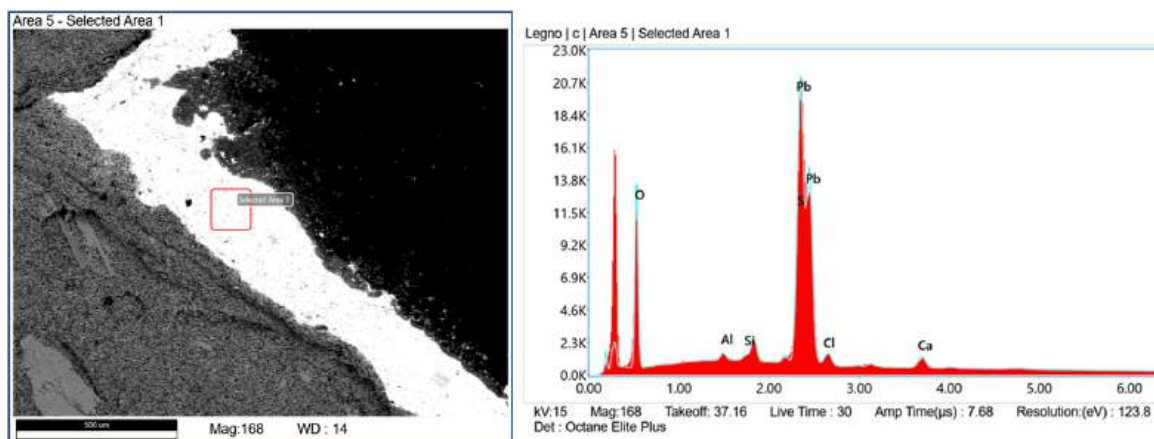 Area 5 - Selected Area 1
Selected Area 1
500 um
Mag:168
WD : 14
Legno | c | Area 5 | Selected Area 1
23.0K
20.7K
18.4K
16.1K
13.8K
11.5K
9.2K
6.9K
4.6K
2.3K
0.0K
O
Al
Si
Pb
S
Pb
Cl
Ca
0.00
1.00
2.00
3.00
4.00
5.00
6.00
kV:15
Mag:168
Takeoff: 37.16
Live Time : 30
Amp Time(µs) : 7.68
Resolution:(eV) : 123.8
Det : Octane Elite Plus